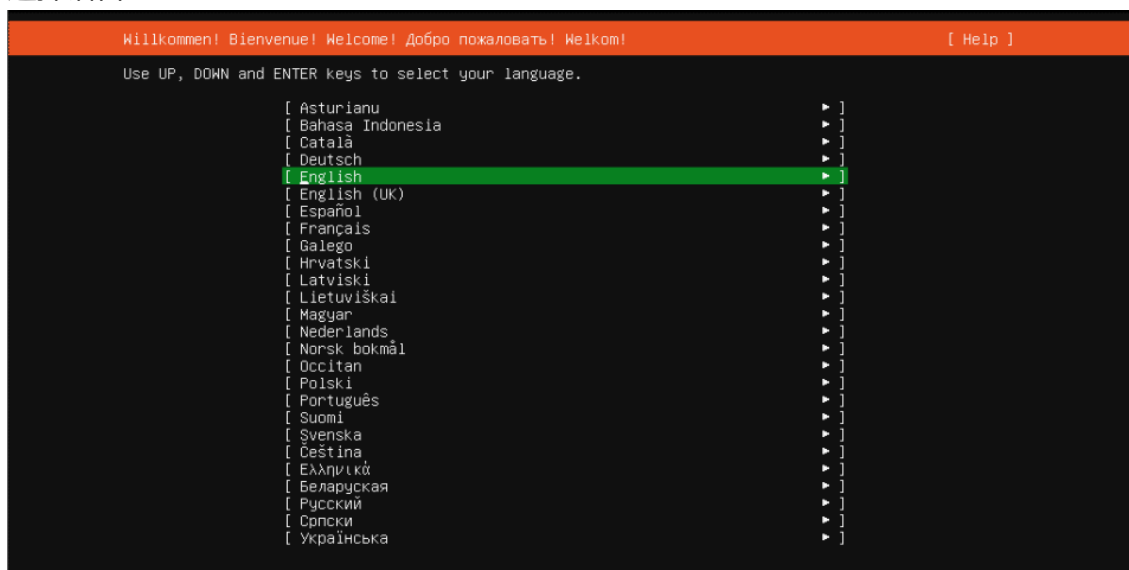 Willkommen! Bienvenue! Welcome! Добро пожаловать! Welkom! [ Help ]
Use UP, DOWN and ENTER keys to select your language.
[ Asturianu ► ]
[ Bahasa Indonesia ► ]
[ Català ► ]
[ Deutsch ► ]
[ English ► ]
[ English (UK) ► ]
[ Español ► ]
[ Français ► ]
[ Galego ► ]
[ Hrvatski ► ]
[ Latviski ► ]
[ Lietuviškai ► ]
[ Magyar ► ]
[ Nederlands ► ]
[ Norsk bokmål ► ]
[ Occitan ► ]
[ Polski ► ]
[ Português ► ]
[ Suomi ► ]
[ Svenska ► ]
[ Čeština ► ]
[ Ελληνικά ► ]
[ Беларуская ► ]
[ Русский ► ]
[ Српски ► ]
[ Українська ► ]